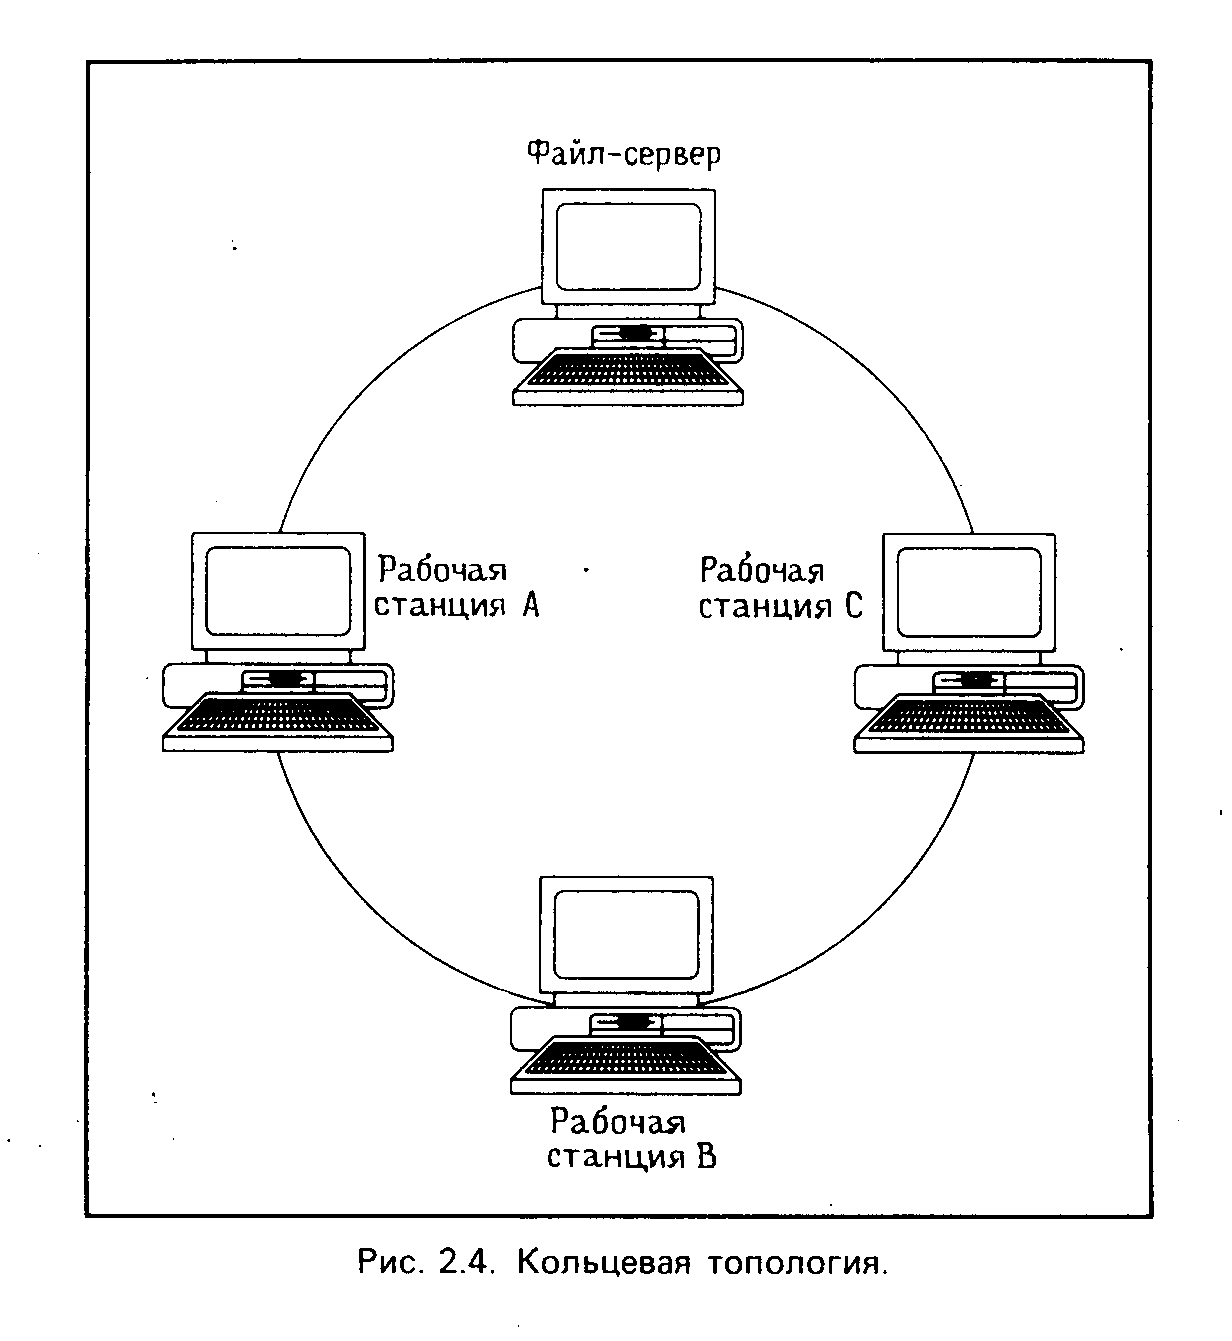 Файл-сервер
Рабочая
станция A
Рабочая
станция C
Рабочая
станция B
Рис. 2.4. Кольцевая топология.